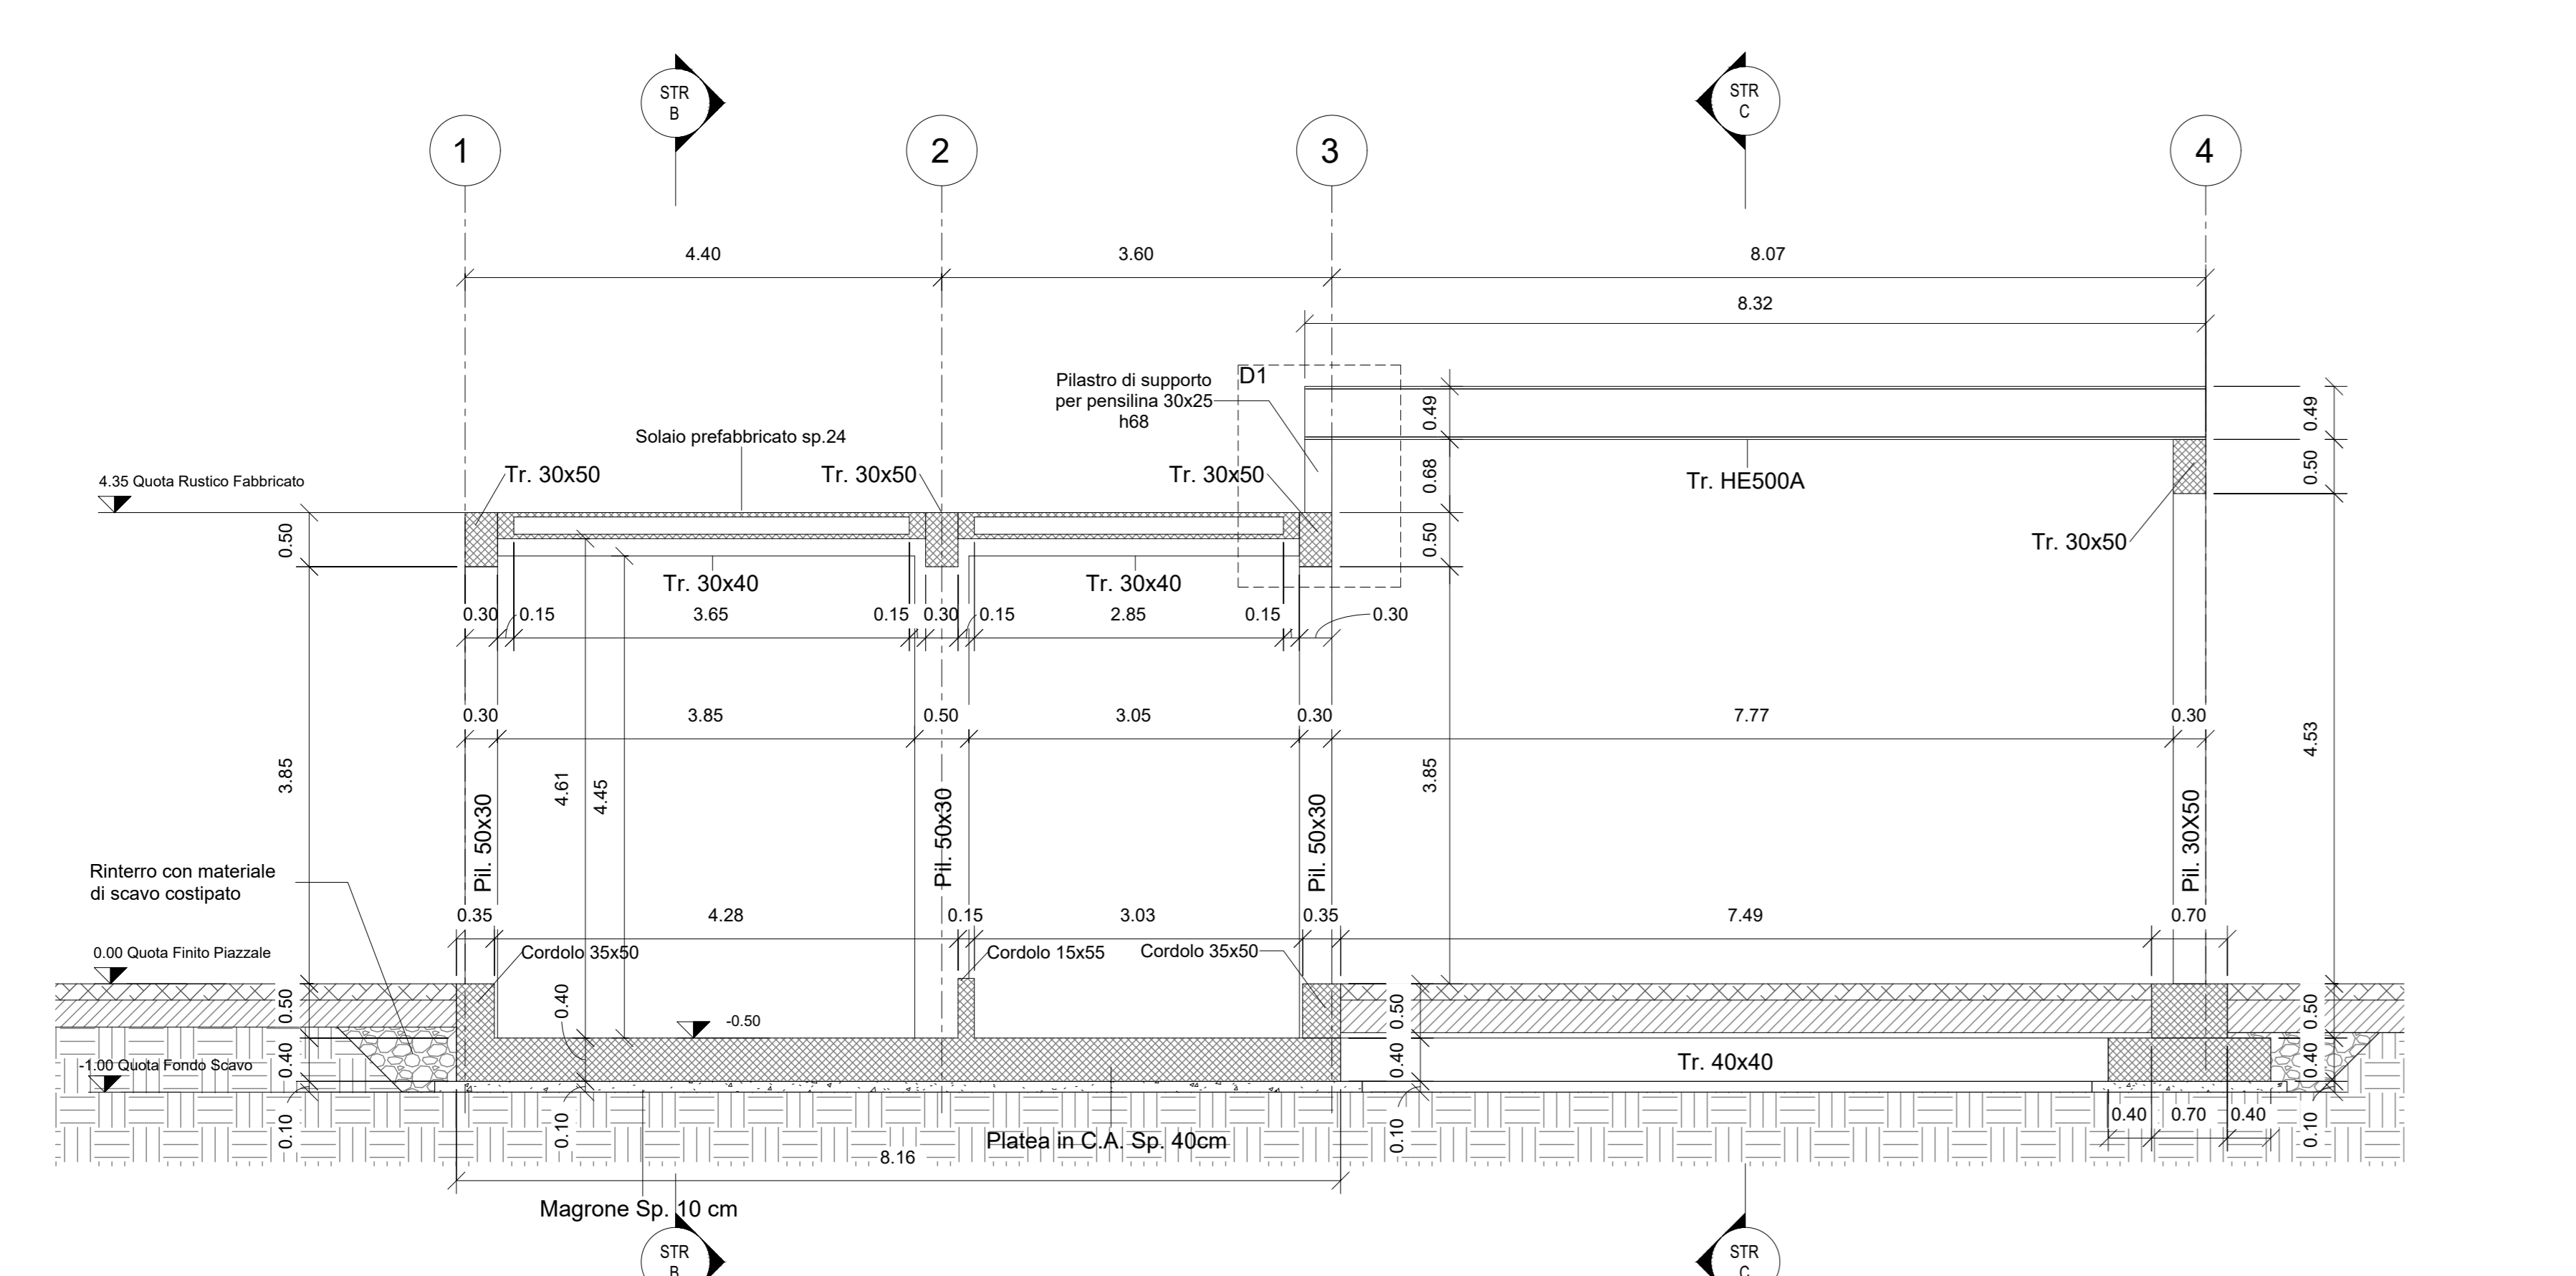 STR
B
STR
C
1
2
3
4
4.40
3.60
8.07
8.32
Pilastro di supporto
per pensilina 30x25
h68
D1
0.49
0.49
Solaio prefabbricato sp.24
Tr. 30x50
Tr. 30x50
Tr. 30x50
0.68
Tr. HE500A
0.50
4.35 Quota Rustico Fabbricato
0.50
0.50
Tr. 30x50
Tr. 30x40
Tr. 30x40
0.30
0.15
3.65
0.15
0.30
0.15
2.85
0.15
0.30
0.30
3.85
0.50
3.05
0.30
7.77
0.30
3.85
4.61
4.45
3.85
4.53
Pil. 50x30
Pil. 50x30
Pil. 50x30
Pil. 30X50
Rinterro con materiale
di scavo costipato
0.35
4.28
0.15
3.03
0.35
7.49
0.70
0.00 Quota Finito Piazzale
Cordolo 35x50
Cordolo 15x55
Cordolo 35x50
0.50
0.40
-0.50
0.50
0.50
-1.00 Quota Fondo Scavo
0.40
0.40
Tr. 40x40
0.40
0.10
0.10
0.10
0.40
0.70
0.40
0.10
Platea in C.A. Sp. 40cm
8.16
Magrone Sp. 10 cm
STR
B
STR
C